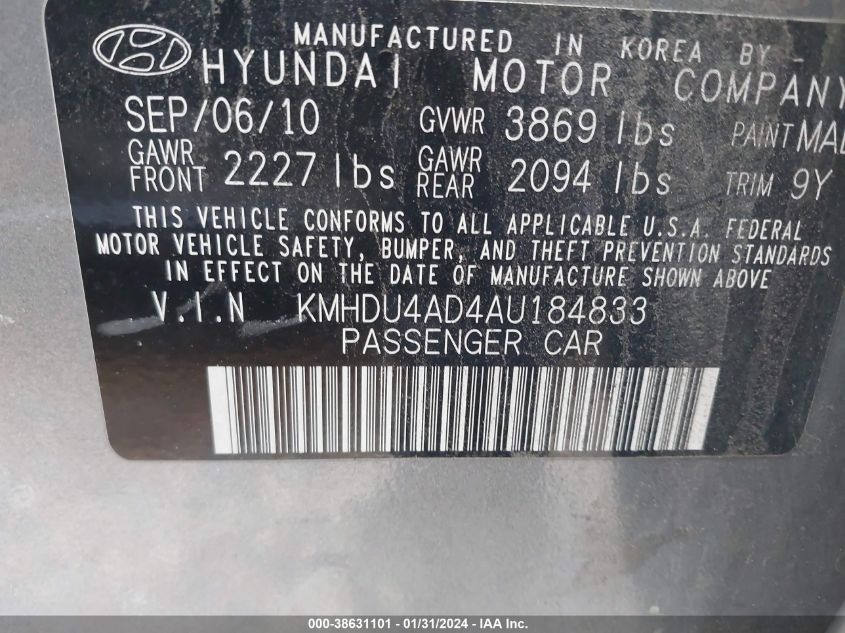 MANUFACTURED IN KOREA BY
HYUNDAI MOTOR COMPANY
SEP/06/10 GVWR 3869 lbs PAINT
GAWR FRONT 2227 lbs GAWR REAR 2094 lbs TRIM 9Y
THIS VEHICLE CONFORMS TO ALL APPLICABLE U.S.A. FEDERAL
MOTOR VEHICLE SAFETY, BUMPER, AND THEFT PREVENTION STANDARDS
IN EFFECT ON THE DATE OF MANUFACTURE SHOWN ABOVE
V.I.N KMHDU4AD4AU184833
PASSENGER CAR
000-38631101 - 01/31/2024 - IAA Inc.